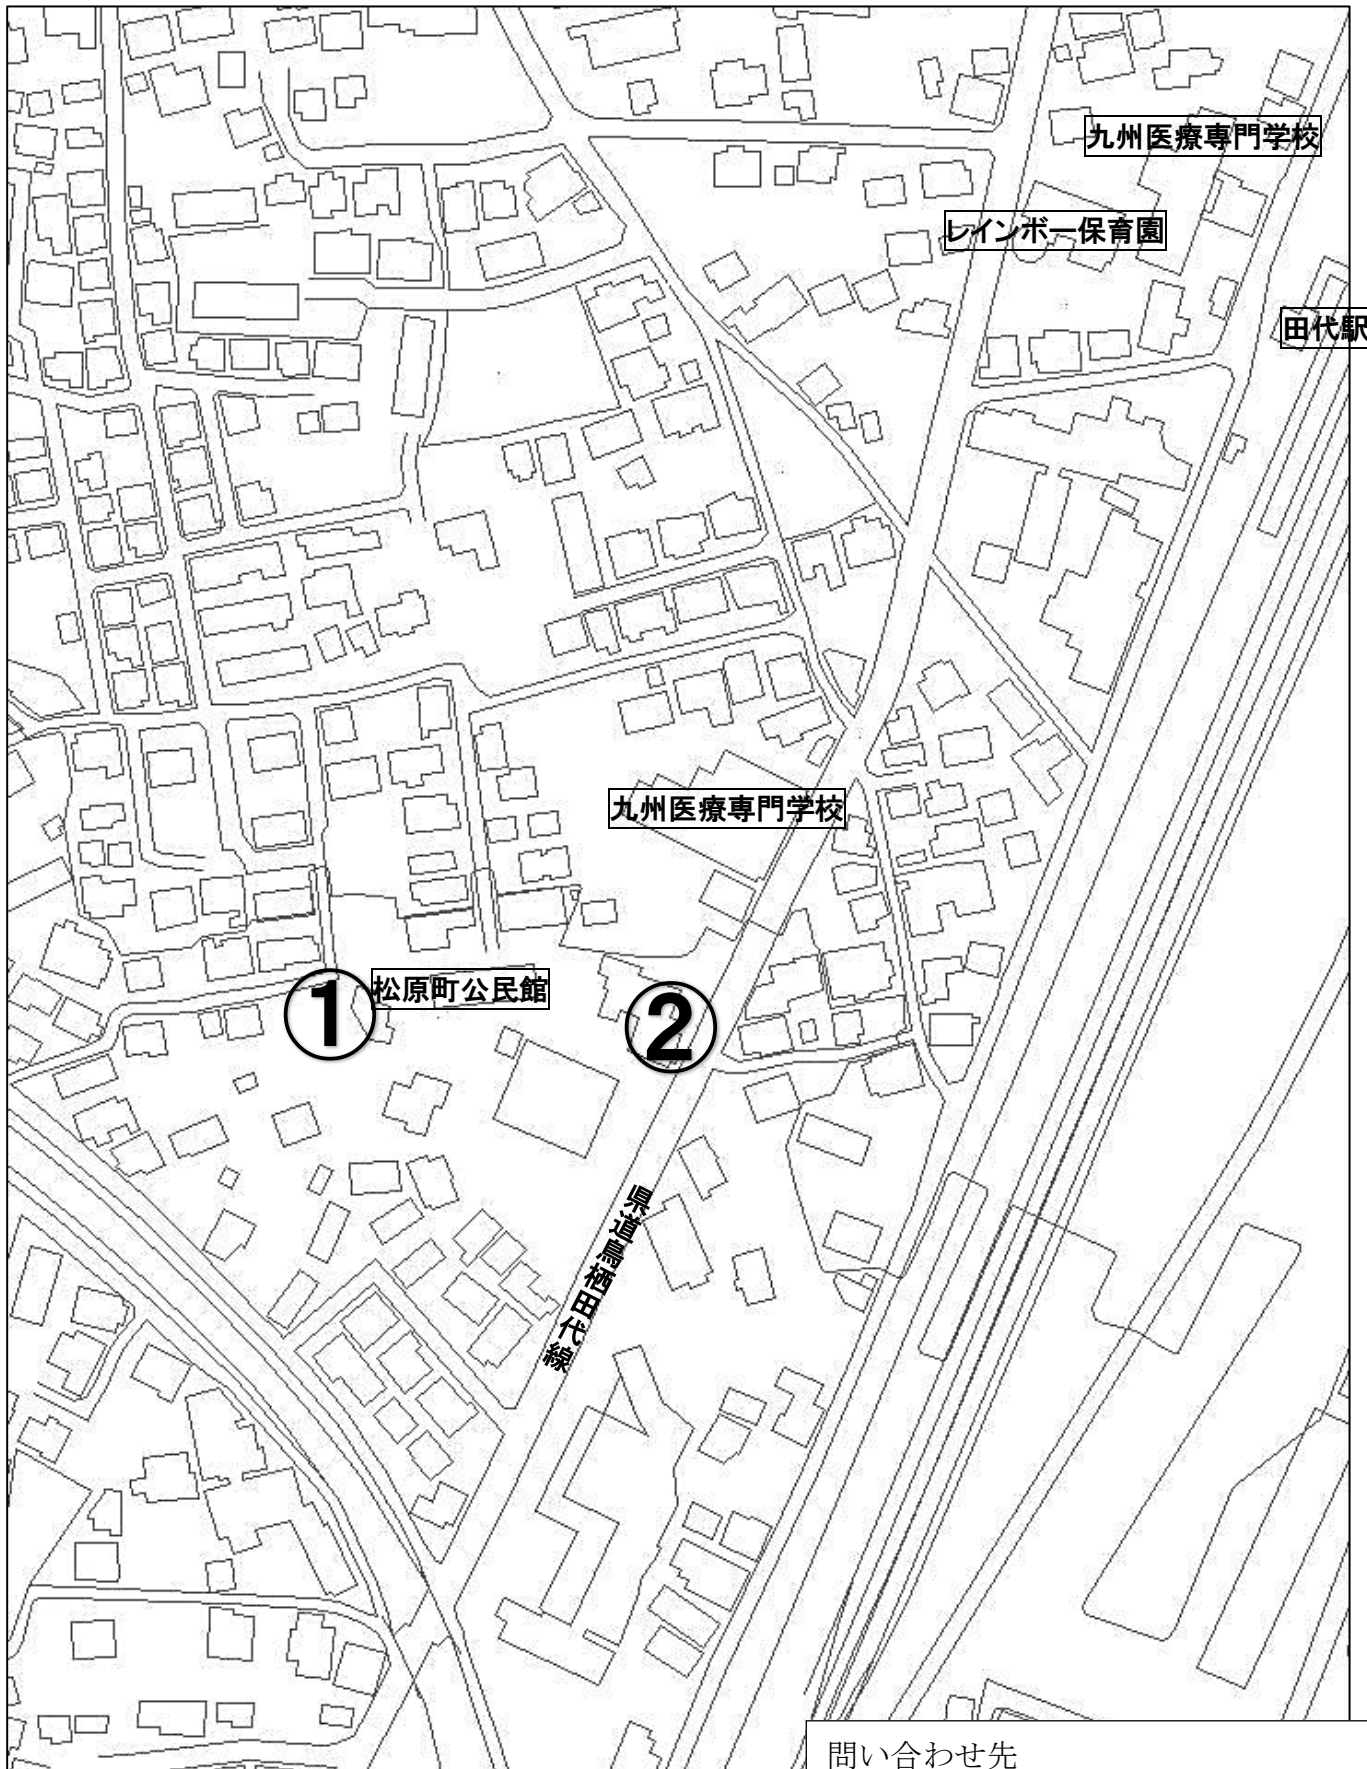 九州医療専門学校
レインボー保育園
田代駅
九州医療専門学校
① 松原町公民館
②
県道鳥栖田代線
問い合わせ先